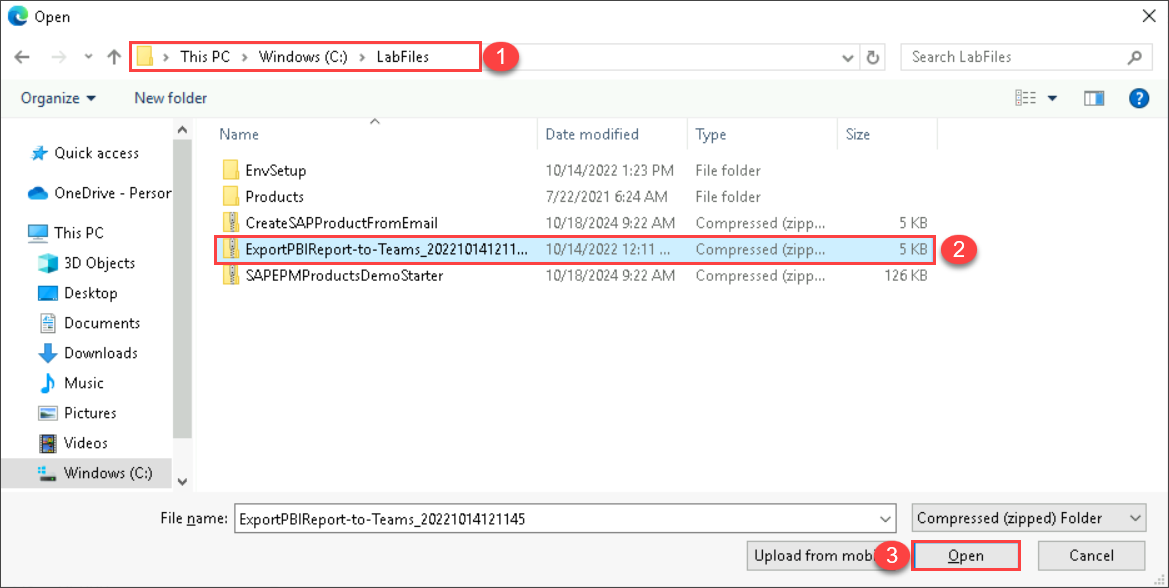 Open
This PC > Windows (C:) > LabFiles
1
Search LabFiles
Organize
New folder
?
Name
Date modified
Type
Size
Quick access
OneDrive - Person
This PC
3D Objects
Desktop
Documents
Downloads
Music
Pictures
Videos
Windows (C:)
EnvSetup 10/14/2022 1:23 PM File folder
Products 7/22/2021 6:24 AM File folder
CreateSAPProductFromEmail 10/18/2024 9:22 AM Compressed (zipp... 5 KB
ExportPBIReport-to-Teams_202210141211... 10/14/2022 12:11 ... Compressed (zipp... 5 KB
2
SAPEPMProductsDemoStarter 10/18/2024 9:22 AM Compressed (zipp... 126 KB
File name: ExportPBIReport-to-Teams_20221014121145
Compressed (zipped) Folder
Upload from mobi
3
Open
Cancel